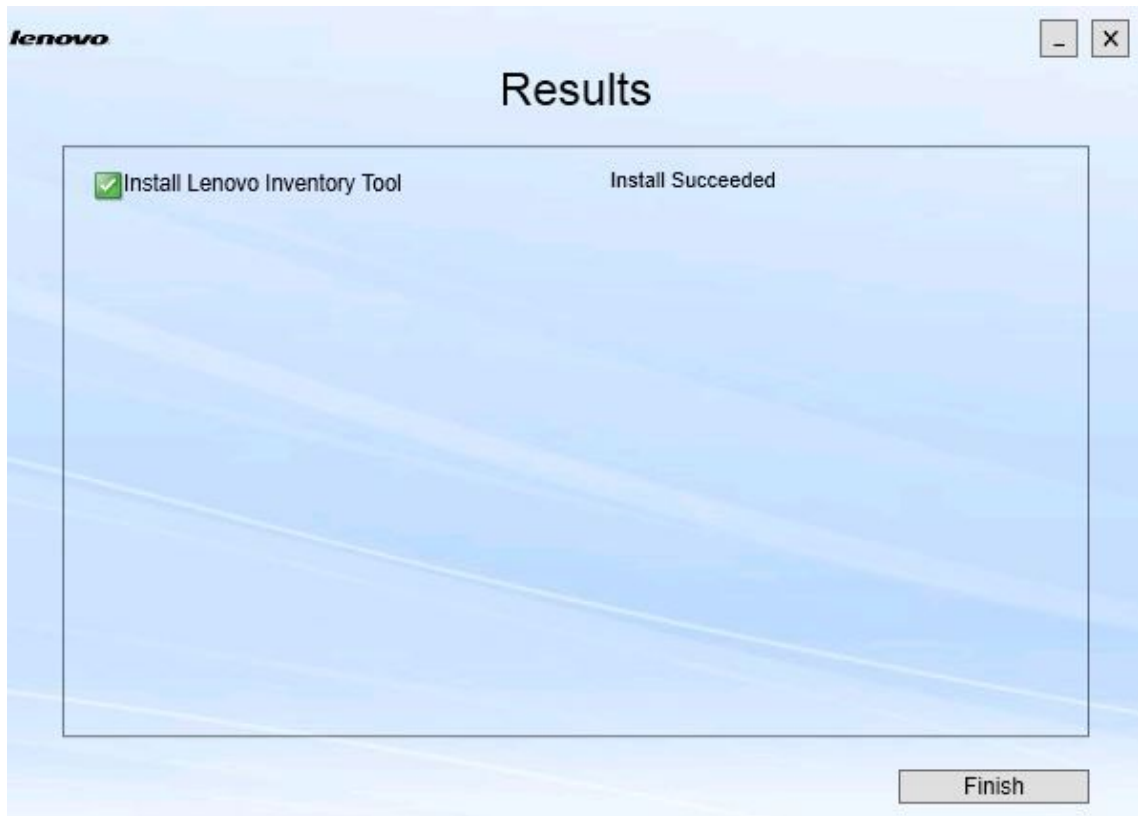 lenovo
Results
Install Lenovo Inventory Tool Install Succeeded
Finish